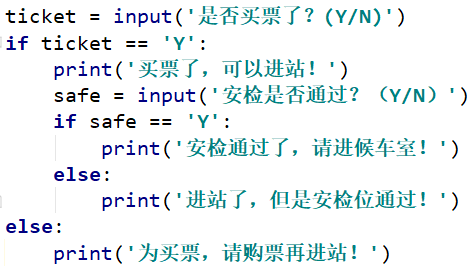 ticket = input('是否买票了？(Y/N)')
if ticket == 'Y':
    print('买票了，可以进站！')
    safe = input('安检是否通过？（Y/N）')
    if safe == 'Y':
        print('安检通过了，请进候车室！')
    else:
        print('进站了，但是安检位通过！')
else:
    print('为买票，请购票再进站！')